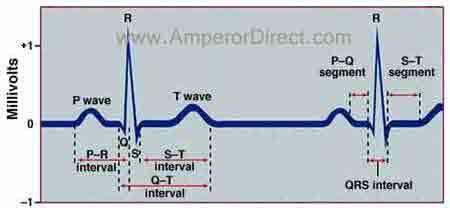 R
R
www.AmperorDirect.com
+1
P–Q
segment
S–T
segment
Millivolts
P wave
T wave
0
Q
S
P–R
interval
S–T
interval
Q–T
interval
QRS interval
–1